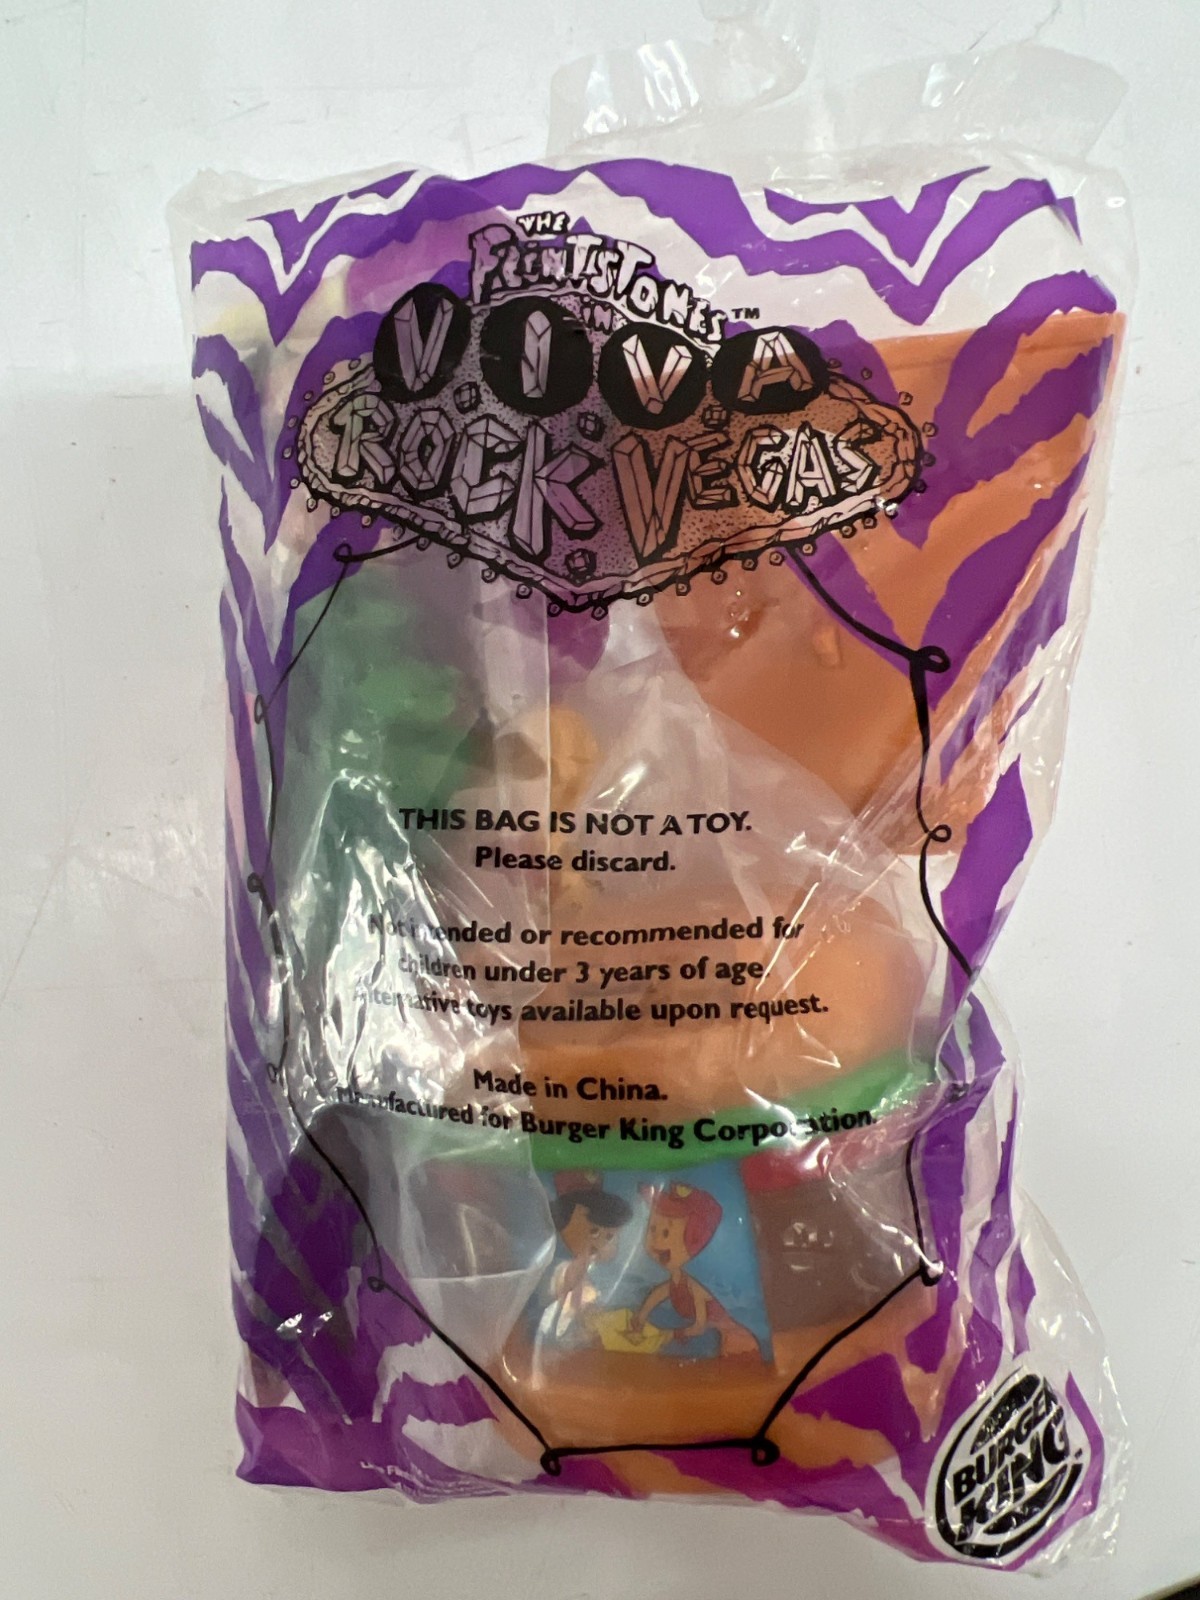 THE
FLINTSTONES
IN
VIVA™
ROCK VEGAS
THIS BAG IS NOT A TOY.
Please discard.
Not intended or recommended for
children under 3 years of age.
Alternative toys available upon request.
Made in China.
Manufactured for Burger King Corporation.
BURGER
KING